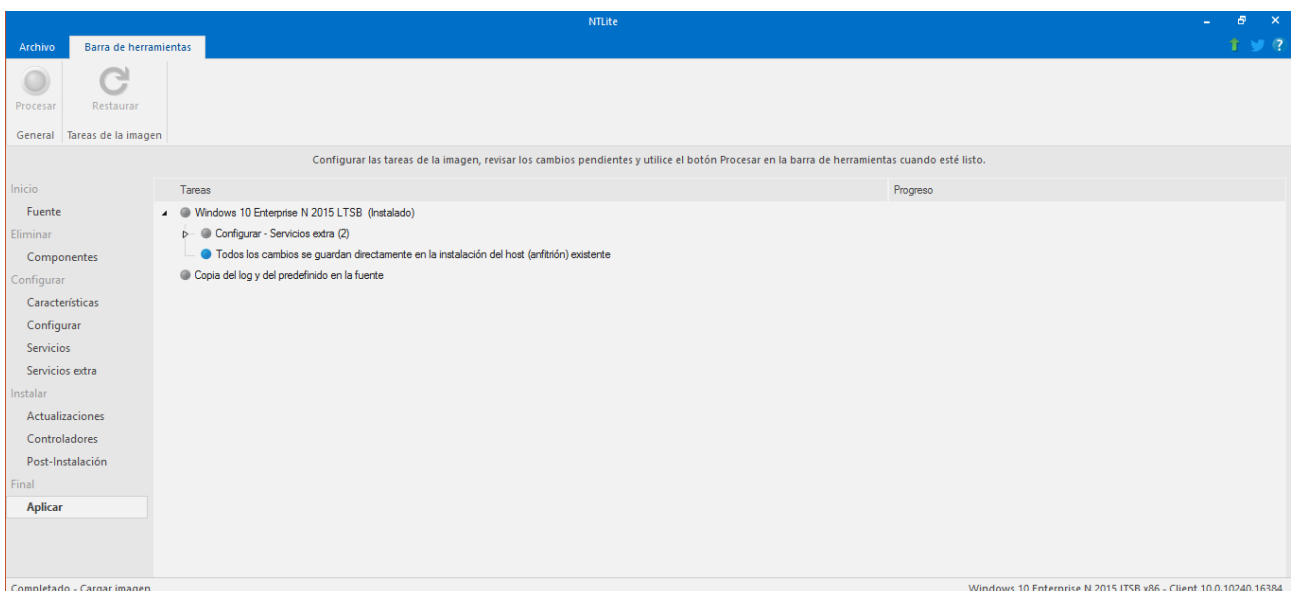 NTLite
Archivo Barra de herramientas
Procesar Restaurar
General Tareas de la imagen
Configurar las tareas de la imagen, revisar los cambios pendientes y utilice el botón Procesar en la barra de herramientas cuando esté listo.
Inicio
Fuente
Eliminar
Componentes
Configurar
Características
Configurar
Servicios
Servicios extra
Instalar
Actualizaciones
Controladores
Post-Instalación
Final
Aplicar
Tareas Progreso
Windows 10 Enterprise N 2015 LTSB (Instalado)
Configurar - Servicios extra (2)
Todos los cambios se guardan directamente en la instalación del host (anfitrión) existente
Copia del log y del predefinido en la fuente
Completado - Cargar imagen Windows 10 Enterprise N 2015 LTSB x86 - Client 10.0.10240.16384